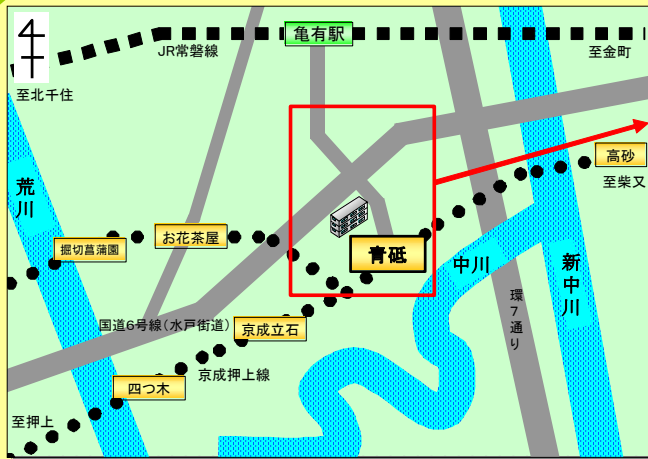 亀有駅
JR常磐線
至金町
至北千住
高砂
至柴又
荒川
お花茶屋
掘切菖蒲園
青砥
中川
新中川
環7通り
国道6号線(水戸街道)
京成立石
京成押上線
四つ木
至押上